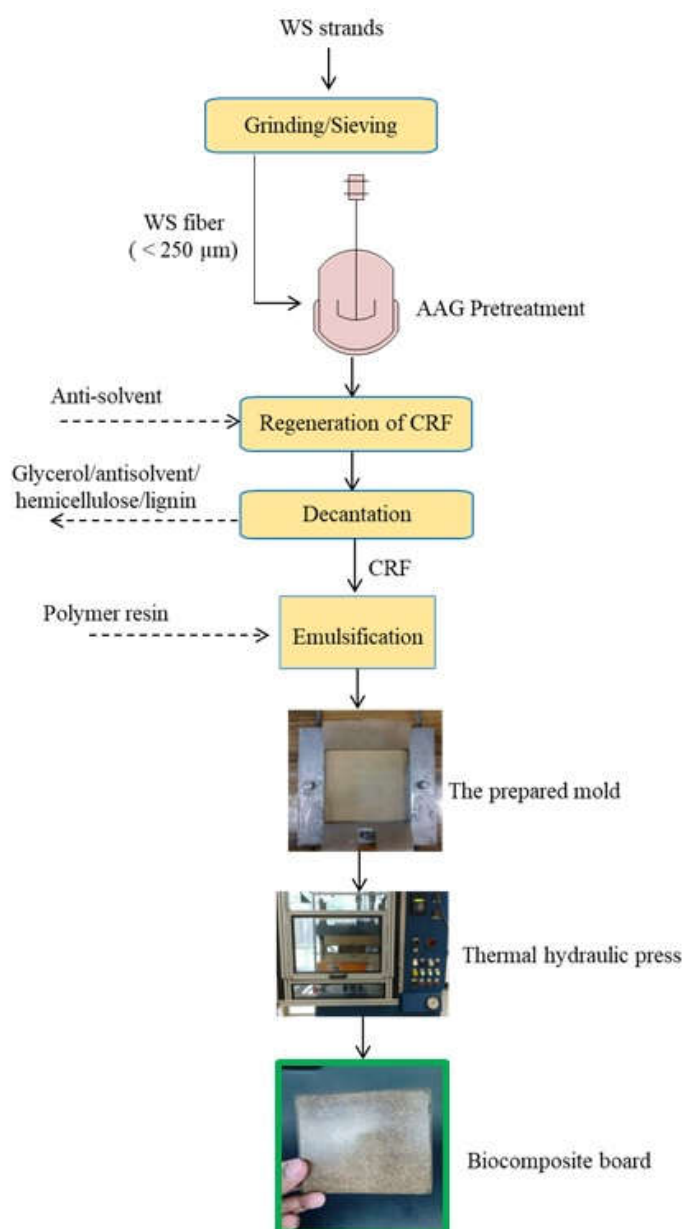 WS strands
Grinding/Sieving
WS fiber
( < 250 µm)
AAG Pretreatment
Anti-solvent
Regeneration of CRF
Glycerol/antisolvent/
hemicellulose/lignin
Decantation
CRF
Polymer resin
Emulsification
The prepared mold
Thermal hydraulic press
Biocomposite board